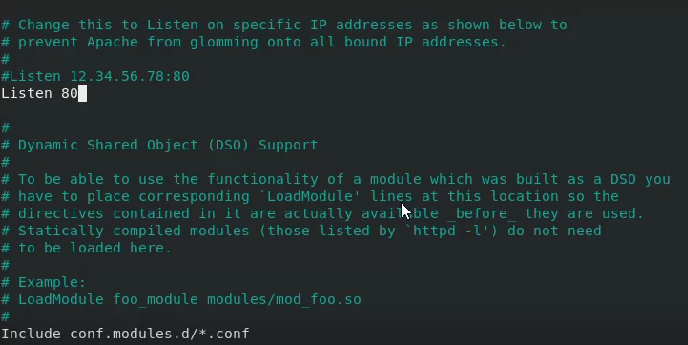 # Change this to Listen on specific IP addresses as shown below to
# prevent Apache from glomming onto all bound IP addresses.
#
#Listen 12.34.56.78:80
Listen 80
#
# Dynamic Shared Object (DSO) Support
#
# To be able to use the functionality of a module which was built as a DSO you
# have to place corresponding `LoadModule' lines at this location so the
# directives contained in it are actually available _before_ they are used.
# Statically compiled modules (those listed by `httpd -l') do not need
# to be loaded here.
#
# Example:
# LoadModule foo_module modules/mod_foo.so
#
Include conf.modules.d/*.conf